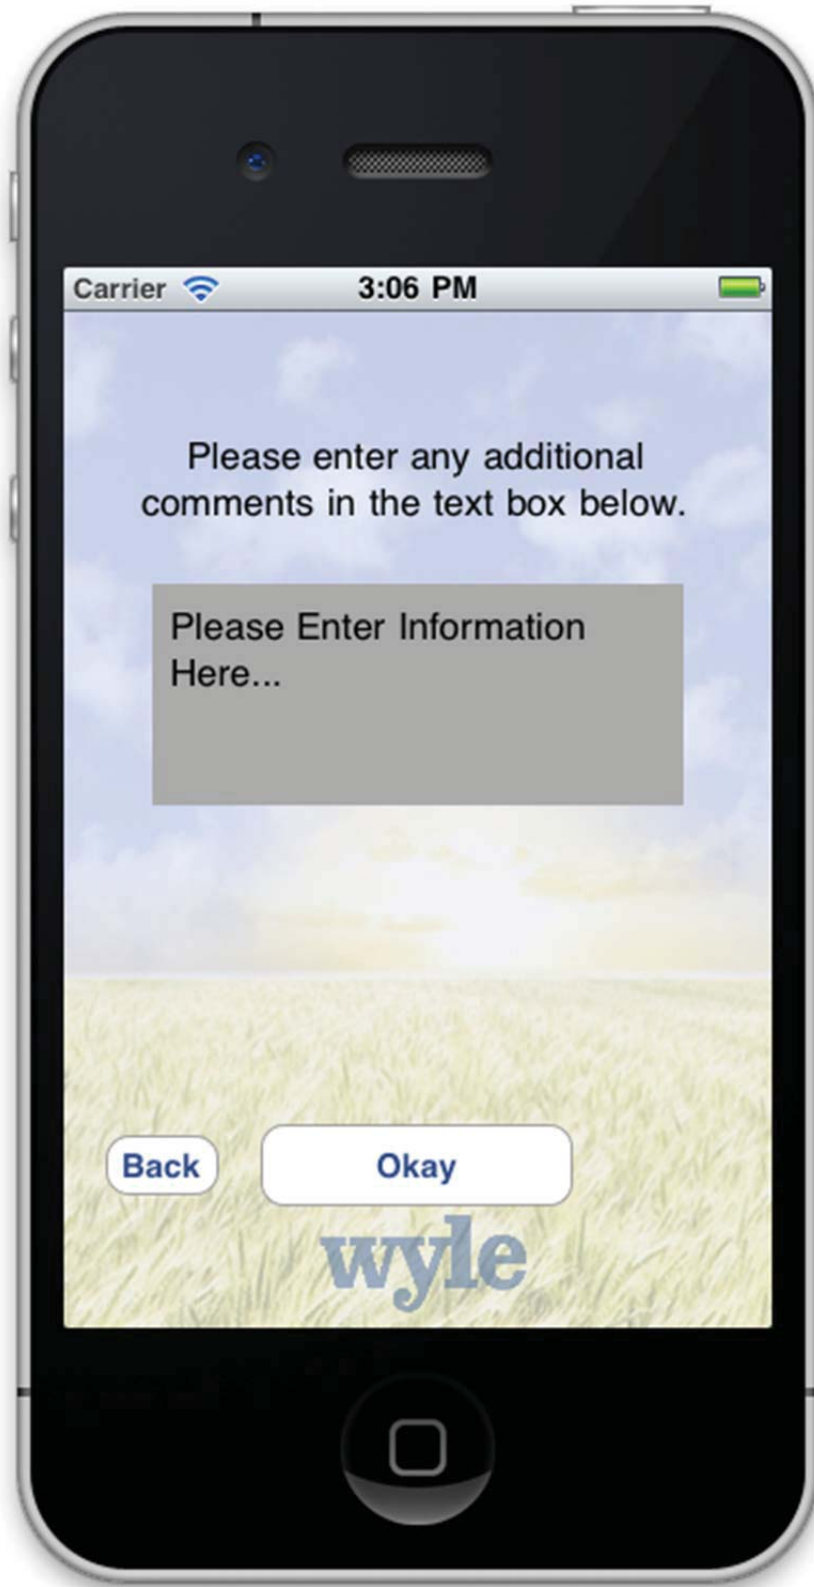 Carrier 3:06 PM
Please enter any additional
comments in the text box below.
Please Enter Information
Here...
Back Okay
wyle